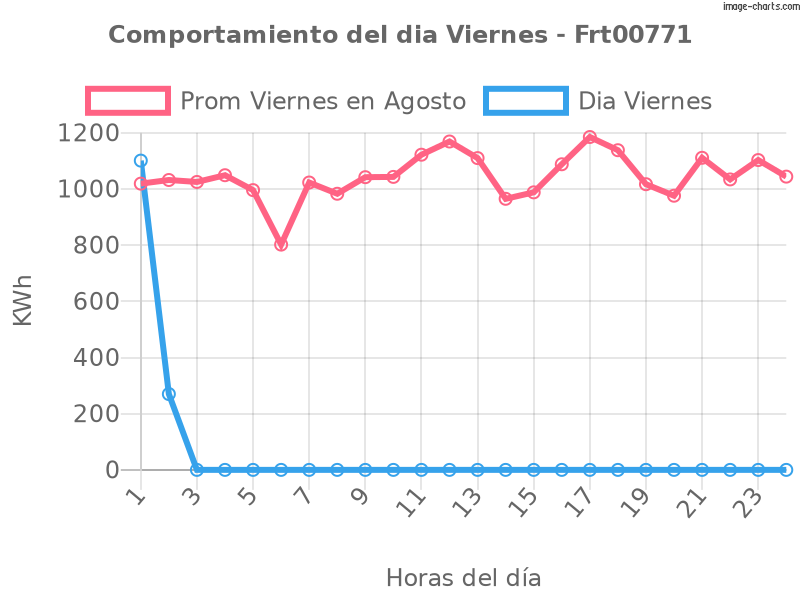 image-charts.com
Comportamiento del dia Viernes - Frt00771
Prom Viernes en Agosto Dia Viernes
1200
1000
800
600
400
200
0
KWh
1 3 5 7 9 11 13 15 17 19 21 23
Horas del día